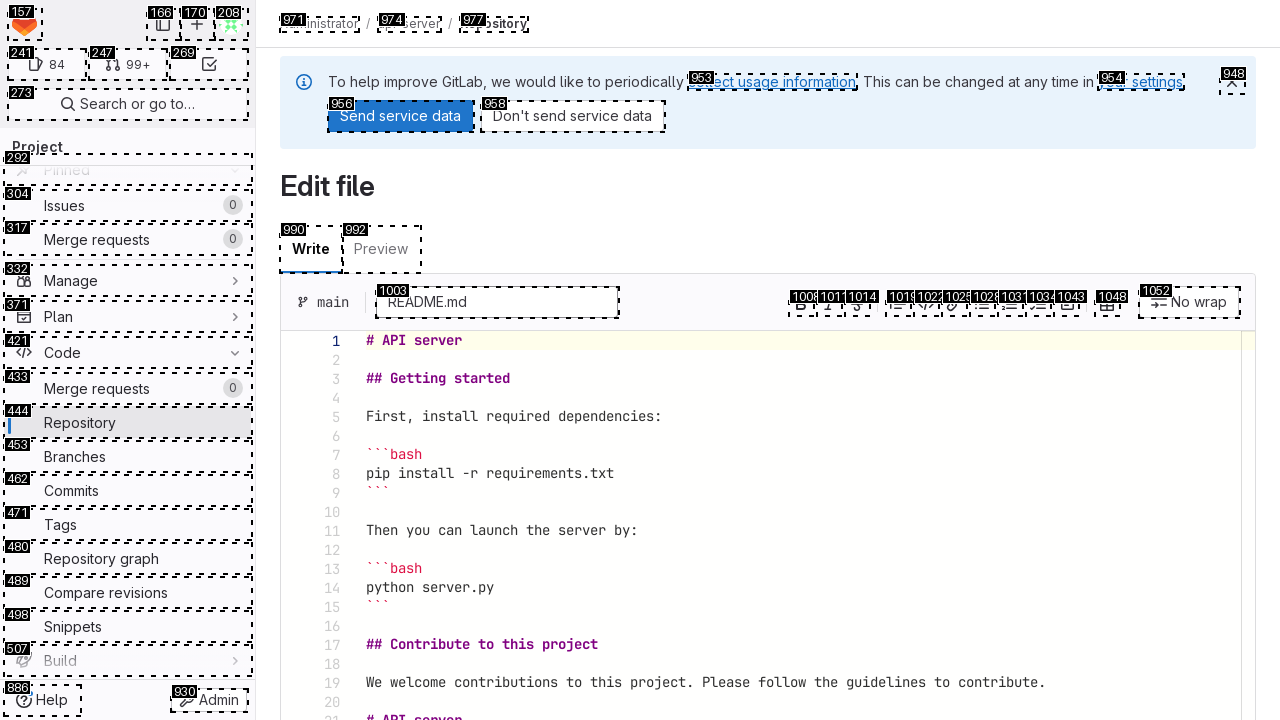 157
166
170
208
241
84
247
99+
269
273
Search or go to…
Project
292
Pinned
304
Issues
0
317
Merge requests
0
332
Manage
371
Plan
421
Code
433
Merge requests
0
444
Repository
453
Branches
462
Commits
471
Tags
480
Repository graph
489
Compare revisions
498
Snippets
507
Build
886
Help
930
Admin
971
administrator
/
974
api-server
/
977
Repository
To help improve GitLab, we would like to periodically 953 collect usage information. This can be changed at any time in 954 your settings.
948
956
Send service data
958
Don't send service data
Edit file
990
Write
992
Preview
main
1003
README.md
1008
1011
1014
1019
1022
1025
1028
1031
1034
1043
1048
1052
No wrap
1 # API server
2
3 ## Getting started
4
5 First, install required dependencies:
6
7 ```bash
8 pip install -r requirements.txt
9 ```
10
11 Then you can launch the server by:
12
13 ```bash
14 python server.py
15 ```
16
17 ## Contribute to this project
18
19 We welcome contributions to this project. Please follow the guidelines to contribute.
20
21 # API server